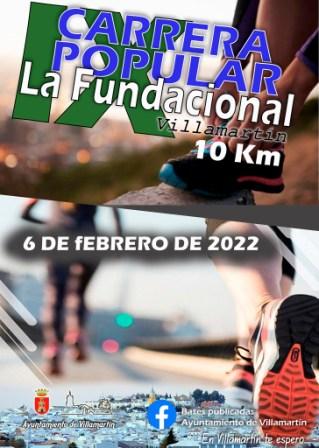 IX
CARRERA
POPULAR
La Fundacional
Villamartin
10 Km
6 DE fEBRERO DE 2022
Ayuntamiento de Villamartín
Bases publicadas
Ayuntamiento de Villamartín
En Villamartín te espero...